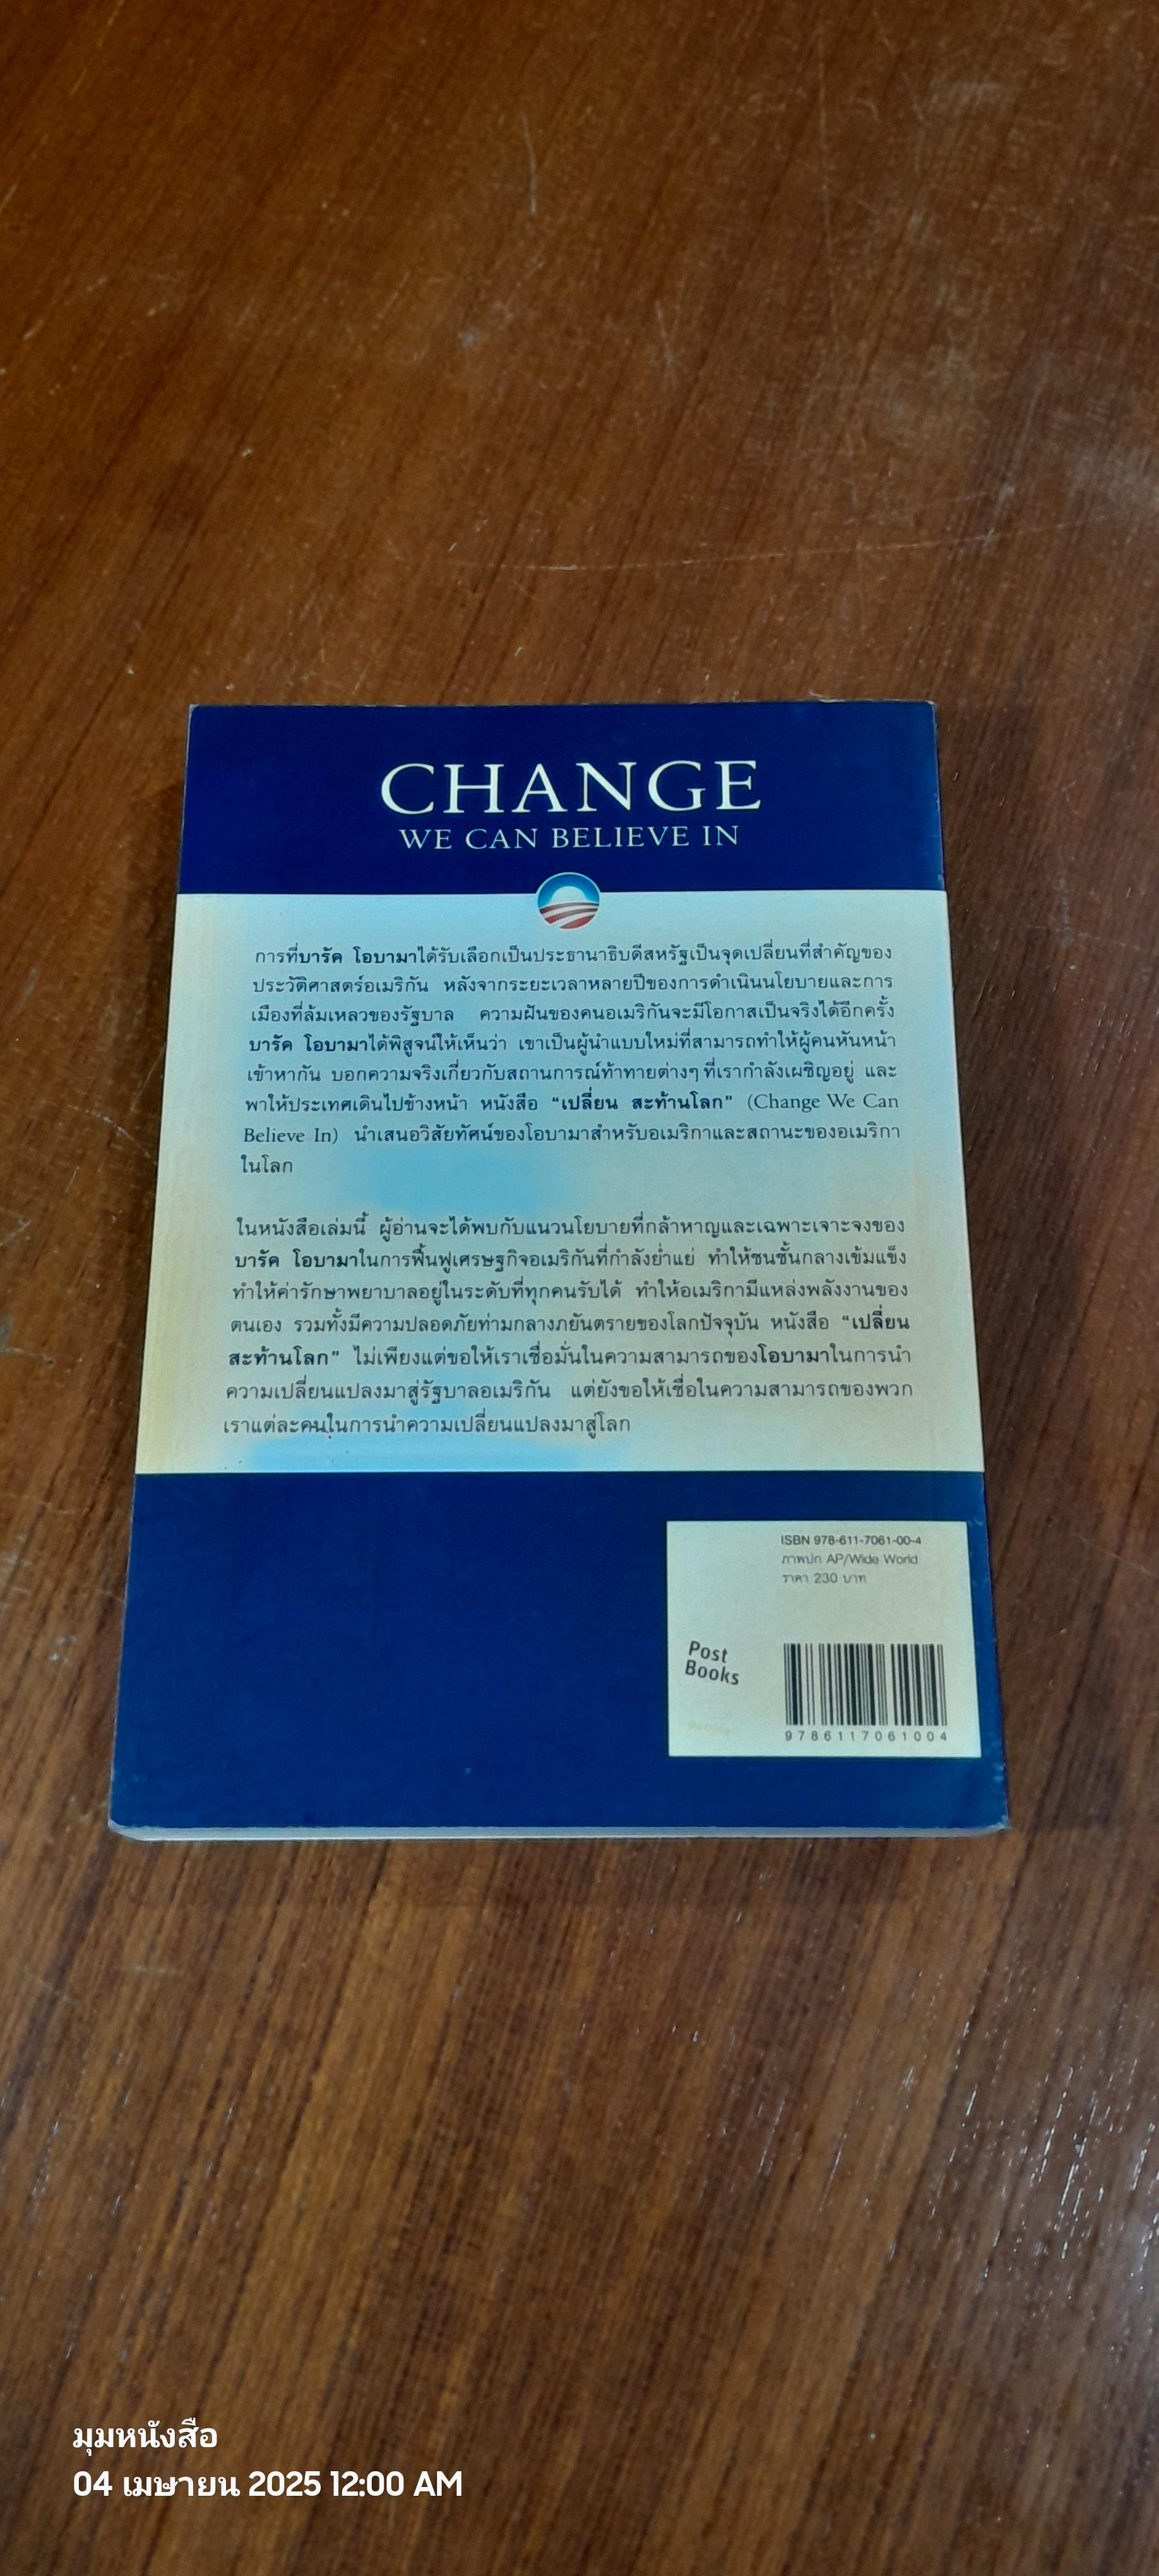 CHANGE
WE CAN BELIEVE IN
การที่บารัค โอบามาได้รับเลือกเป็นประธานาธิบดีสหรัฐเป็นจุดเปลี่ยนที่สำคัญของ
ประวัติศาสตร์อเมริกัน หลังจากระยะเวลาหลายปีของการดำเนินนโยบายและการ
เมืองที่ล้มเหลวของรัฐบาล ความฝันของคนอเมริกันจะมีโอกาสเป็นจริงได้อีกครั้ง
บารัค โอบามาได้พิสูจน์ให้เห็นว่า เขาเป็นผู้นำแบบใหม่ที่สามารถทำให้ผู้คนหันหน้า
เข้าหากัน บอกความจริงเกี่ยวกับสถานการณ์ท้าทายต่างๆ ที่เรากำลังเผชิญอยู่ และ
พาให้ประเทศเดินไปข้างหน้า หนังสือ “เปลี่ยน สะท้านโลก” (Change We Can
Believe In) นำเสนอวิสัยทัศน์ของโอบามาสำหรับอเมริกาและสถานะของอเมริกา
ในโลก
ในหนังสือเล่มนี้ ผู้อ่านจะได้พบกับแนวนโยบายที่กล้าหาญและเฉพาะเจาะจงของ
บารัค โอบามาในการฟื้นฟูเศรษฐกิจอเมริกันที่กำลังย่ำแย่ ทำให้ชนชั้นกลางเข้มแข็ง
ทำให้ค่ารักษาพยาบาลอยู่ในระดับที่ทุกคนรับได้ ทำให้อเมริกามีแหล่งพลังงานของ
ตนเอง รวมทั้งมีความปลอดภัยท่ามกลางภยันตรายของโลกปัจจุบัน หนังสือ “เปลี่ยน
สะท้านโลก” ไม่เพียงแต่ขอให้เราเชื่อมั่นในความสามารถของโอบามาในการนำ
ความเปลี่ยนแปลงมาสู่รัฐบาลอเมริกัน แต่ยังขอให้เชื่อในความสามารถของพวก
เราแต่ละคนในการนำความเปลี่ยนแปลงมาสู่โลก
ISBN 978-611-7061-00-4
ภาพปก AP/Wide World
ราคา 230 บาท
Post
Books
9786117061004
มุมหนังสือ
04 เมษายน 2025 12:00 AM